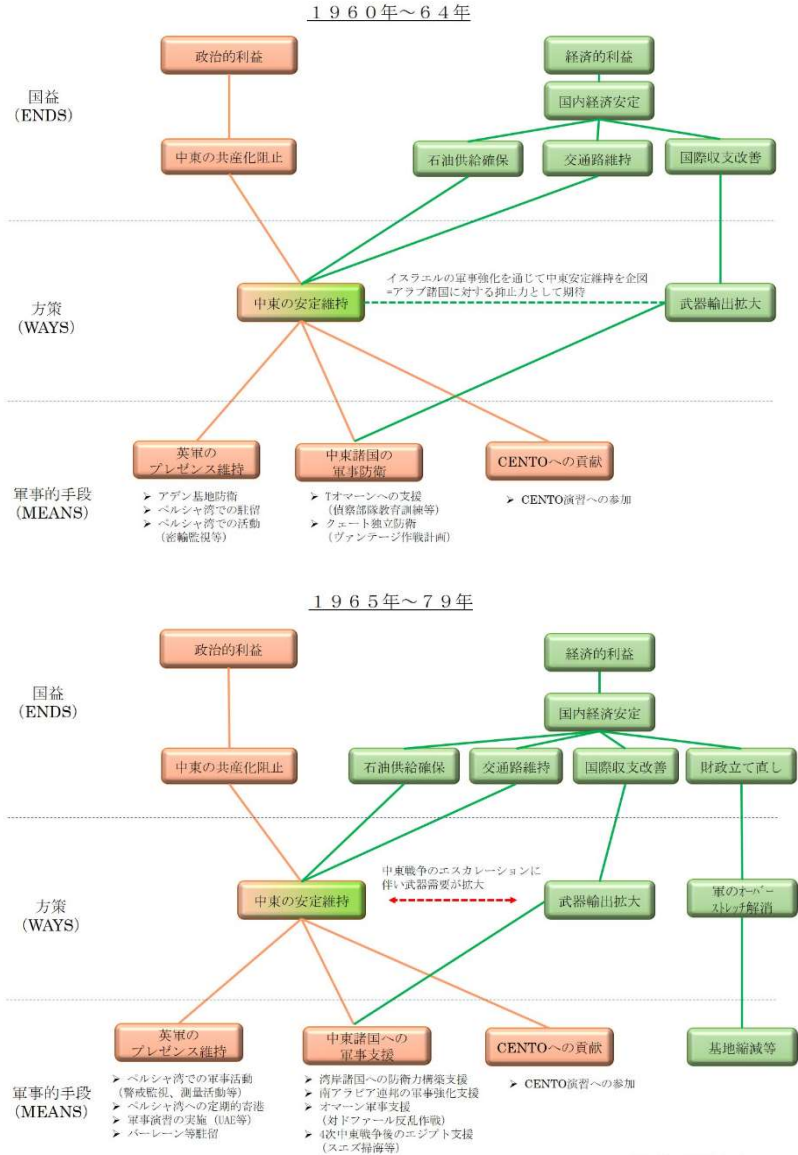 １９６０年～６４年
政治的利益
経済的利益
国益
(ENDS)
国内経済安定
中東の共産化阻止
石油供給確保
交通路維持
国際収支改善
イスラエルの軍事強化を通じて中東安定維持を企図
=アラブ諸国に対する抑止力として期待
方策
(WAYS)
中東の安定維持
武器輸出拡大
英軍の
プレゼンス維持
中東諸国の
軍事防衛
CENTOへの貢献
軍事的手段
(MEANS)
➢ アデン基地防衛
➢ ペルシャ湾での駐留
➢ ペルシャ湾での活動
(密輸監視等)
➢ Tオマーンへの支援
(偵察部隊教育訓練等)
➢ クェート独立防衛
(ヴァンテージ作戦計画)
➢ CENTO演習への参加
１９６５年～７９年
政治的利益
経済的利益
国益
(ENDS)
国内経済安定
中東の共産化阻止
石油供給確保
交通路維持
国際収支改善
財政立て直し
中東戦争のエスカレーションに
伴い武器需要が拡大
方策
(WAYS)
中東の安定維持
武器輸出拡大
軍のオーバー
ストレッチ解消
英軍の
プレゼンス維持
中東諸国への
軍事支援
CENTOへの貢献
基地縮減等
軍事的手段
(MEANS)
➢ ペルシャ湾での軍事活動
(警戒監視、測量活動等)
➢ ペルシャ湾への定期的寄港
➢ 軍事演習の実施（UAE等）
➢ バーレーン等駐留
➢ 湾岸諸国への防衛力構築支援
➢ 南アラビア連邦の軍事強化支援
➢ オマーン軍事支援
(対ドファール反乱作戦)
➢ 4次中東戦争後のエジプト支援
(スエズ掃海等)
➢ CENTO演習への参加